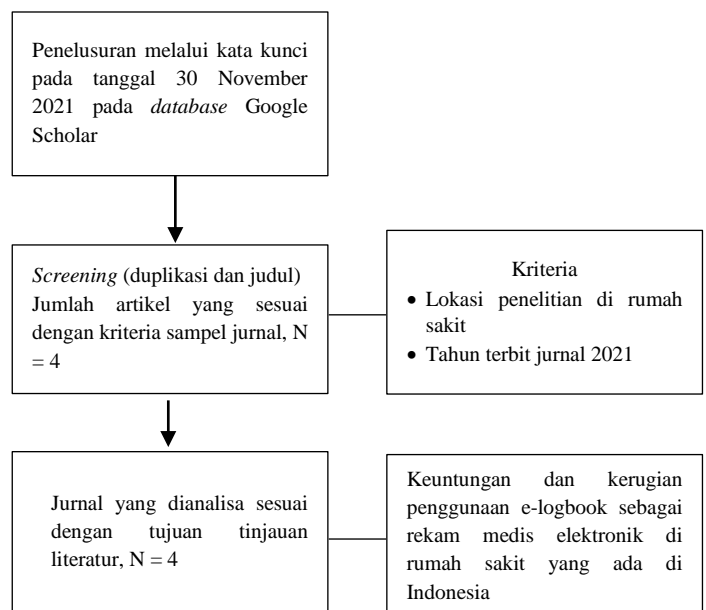 Penelusuran melalui kata kunci
pada tanggal 30 November
2021 pada database Google
Scholar
Screening (duplikasi dan judul)
Jumlah artikel yang sesuai
dengan kriteria sampel jurnal, N
= 4
Kriteria
• Lokasi penelitian di rumah
sakit
• Tahun terbit jurnal 2021
Jurnal yang dianalisa sesuai
dengan tujuan tinjauan
literatur, N = 4
Keuntungan dan kerugian
penggunaan e-logbook sebagai
rekam medis elektronik di
rumah sakit yang ada di
Indonesia